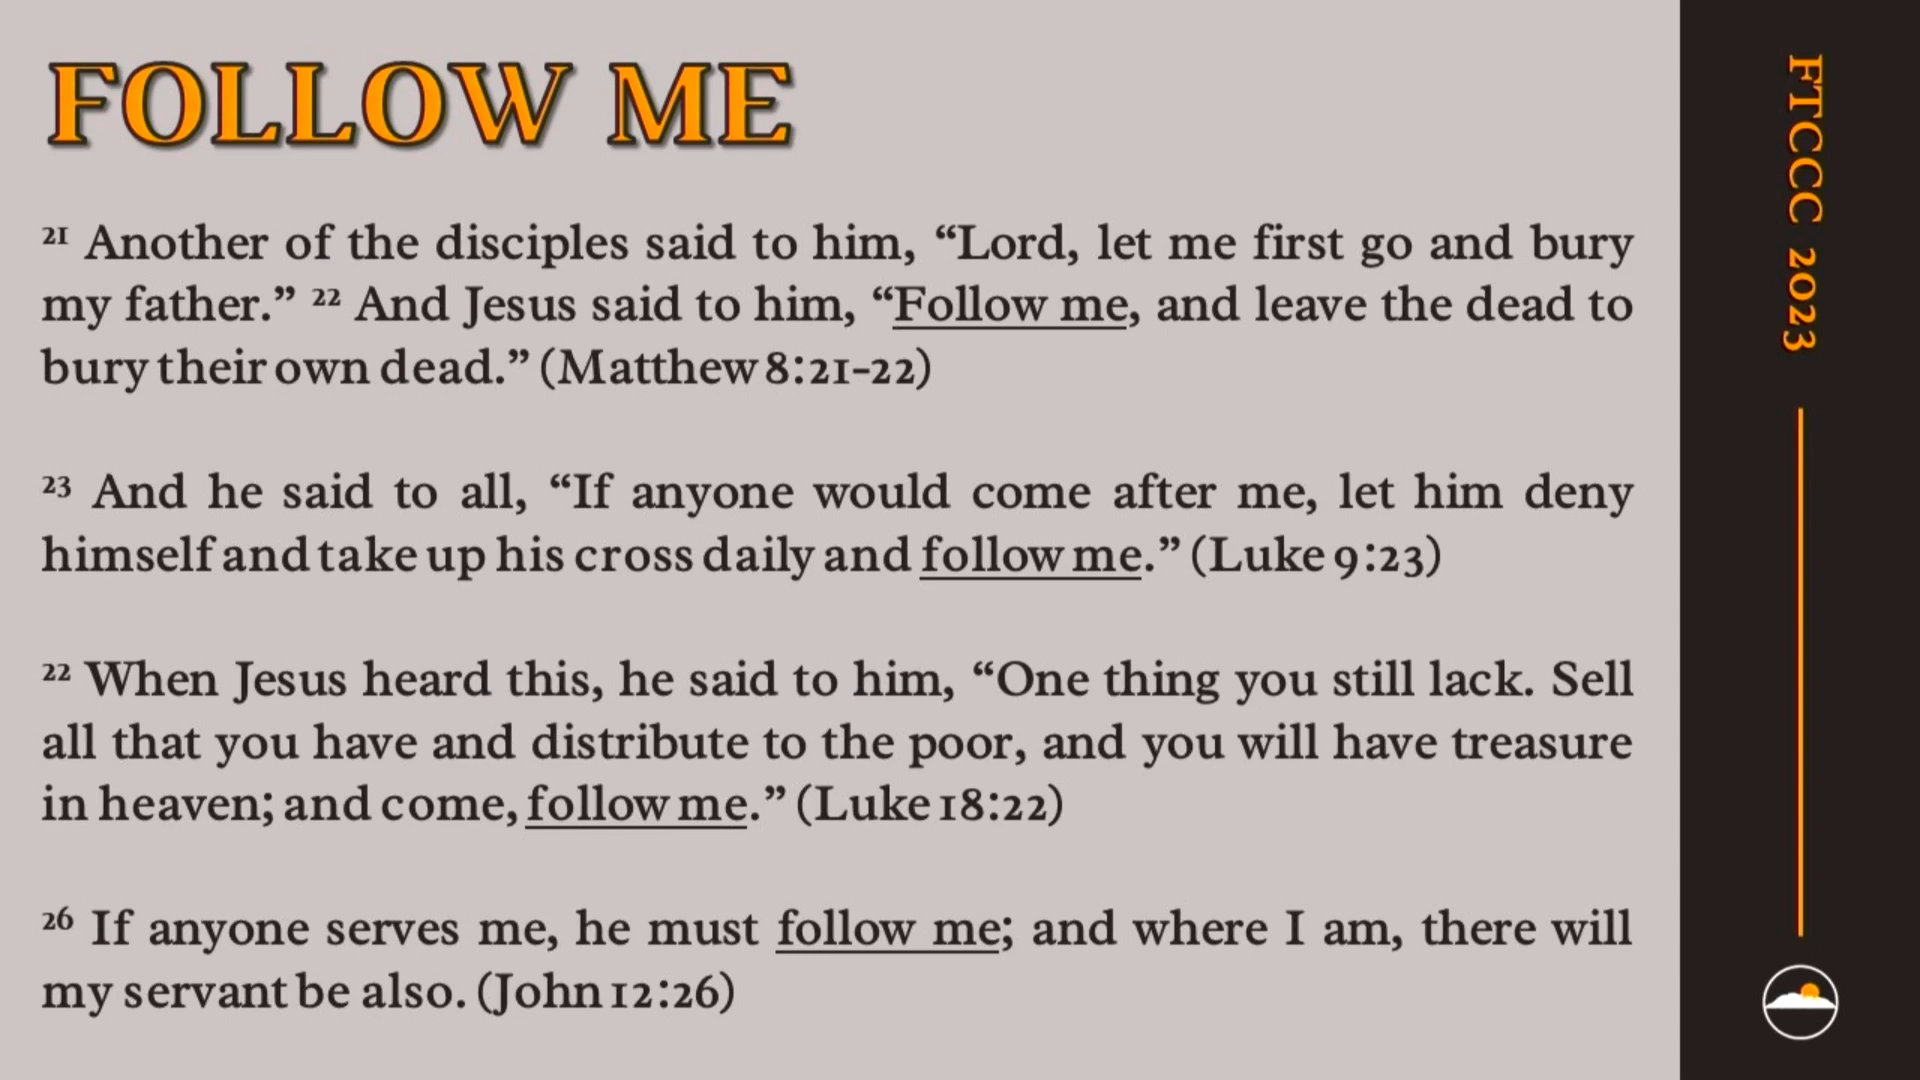 FOLLOW ME
²¹ Another of the disciples said to him, “Lord, let me first go and bury
my father.” ²² And Jesus said to him, “Follow me, and leave the dead to
bury their own dead.” (Matthew 8:21-22)
²³ And he said to all, “If anyone would come after me, let him deny
himself and take up his cross daily and follow me.” (Luke 9:23)
²² When Jesus heard this, he said to him, “One thing you still lack. Sell
all that you have and distribute to the poor, and you will have treasure
in heaven; and come, follow me.” (Luke 18:22)
²⁶ If anyone serves me, he must follow me; and where I am, there will
my servant be also. (John 12:26)
FTCCC 2023